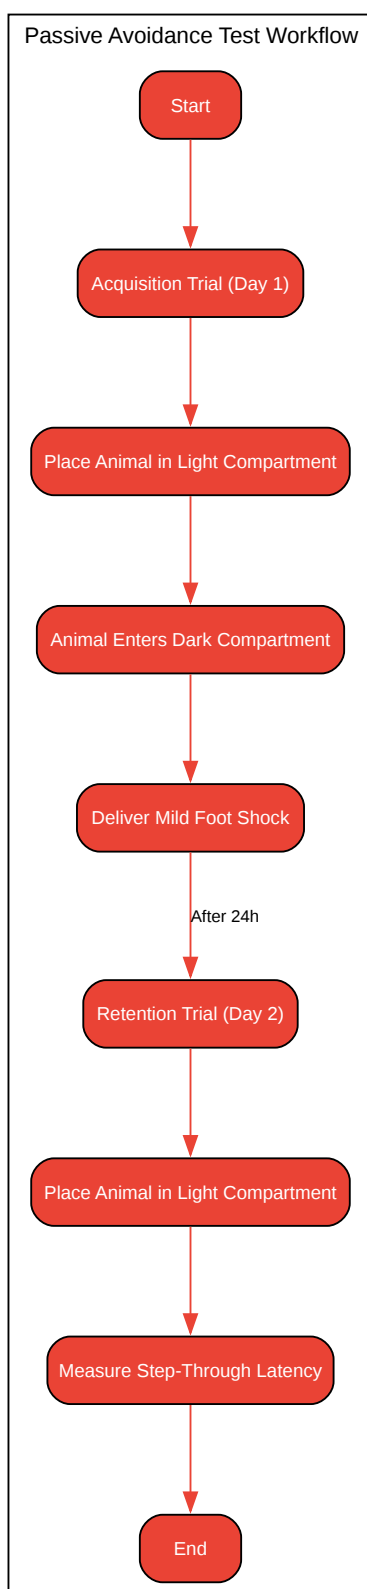 Passive Avoidance Test Workflow
Start
Acquisition Trial (Day 1)
Place Animal in Light Compartment
Animal Enters Dark Compartment
Deliver Mild Foot Shock
After 24h
Retention Trial (Day 2)
Place Animal in Light Compartment
Measure Step-Through Latency
End